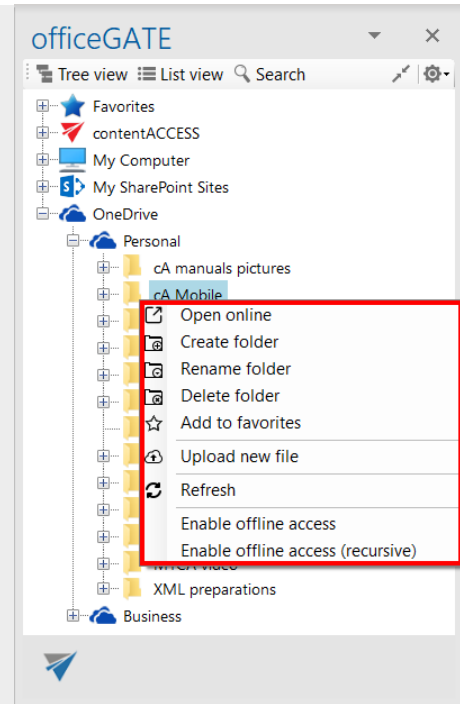 officeGATE
Tree view List view Search
Favorites
contentACCESS
My Computer
My SharePoint Sites
OneDrive
Personal
cA manuals pictures
cA Mobile
Open online
Create folder
Rename folder
Delete folder
Add to favorites
Upload new file
Refresh
Enable offline access
Enable offline access (recursive)
XML preparations
Business